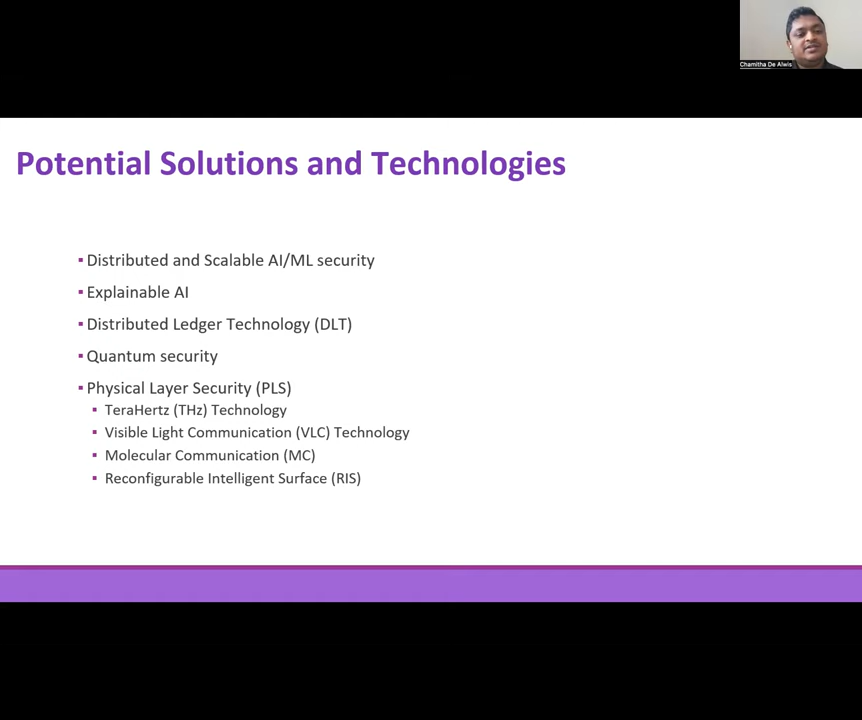 Chamitha De Alwis
Potential Solutions and Technologies
▪ Distributed and Scalable AI/ML security
▪ Explainable AI
▪ Distributed Ledger Technology (DLT)
▪ Quantum security
▪ Physical Layer Security (PLS)
▪ TeraHertz (THz) Technology
▪ Visible Light Communication (VLC) Technology
▪ Molecular Communication (MC)
▪ Reconfigurable Intelligent Surface (RIS)